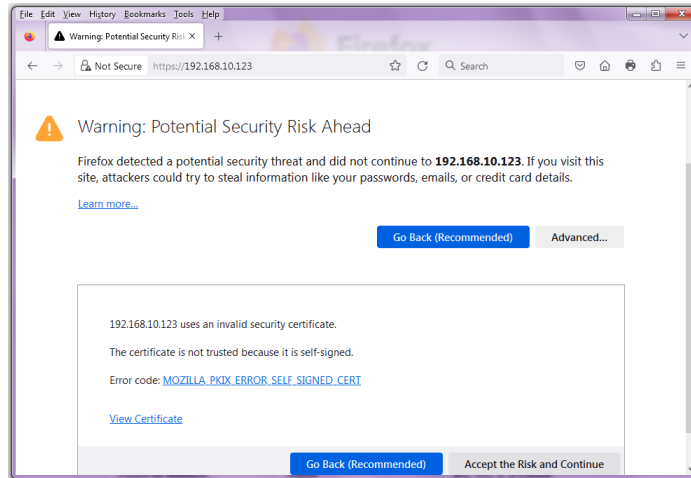 File Edit View History Bookmarks Tools Help
Warning: Potential Security Risk
Firefox
Not Secure https://192.168.10.123
Search
Warning: Potential Security Risk Ahead
Firefox detected a potential security threat and did not continue to 192.168.10.123. If you visit this
site, attackers could try to steal information like your passwords, emails, or credit card details.
Learn more...
Go Back (Recommended) Advanced...
192.168.10.123 uses an invalid security certificate.
The certificate is not trusted because it is self-signed.
Error code: MOZILLA_PKIX_ERROR_SELF_SIGNED_CERT
View Certificate
Go Back (Recommended) Accept the Risk and Continue